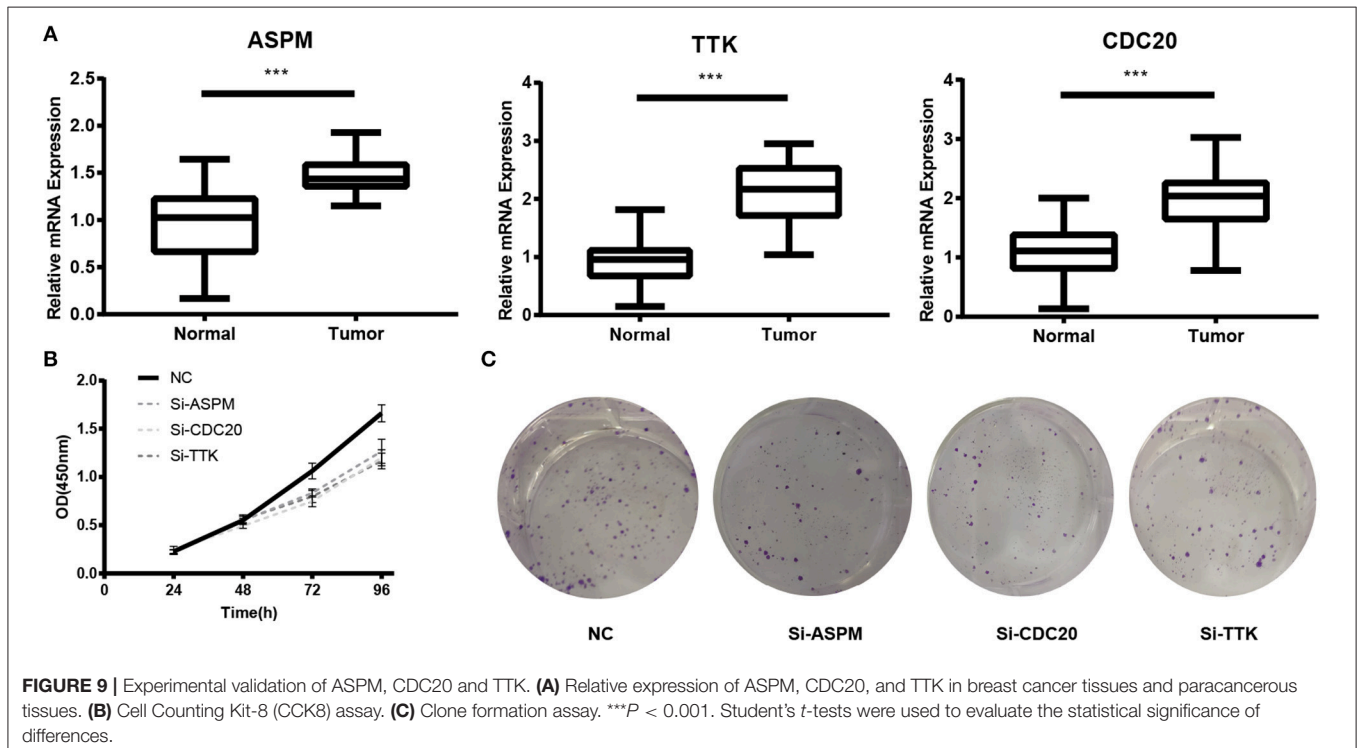 A
ASPM
***
Relative mRNA Expression
2.5
2.0
1.5
1.0
0.5
0.0
Normal Tumor
TTK
***
Relative mRNA Expression
4
3
2
1
0
Normal Tumor
CDC20
***
Relative mRNA Expression
4
3
2
1
0
Normal Tumor
B
NC
Si-ASPM
Si-CDC20
Si-TTK
OD(450nm)
2.0
1.5
1.0
0.5
0.0
0 24 48 72 96
Time(h)
C
NC Si-ASPM Si-CDC20 Si-TTK
FIGURE 9 | Experimental validation of ASPM, CDC20 and TTK. (A) Relative expression of ASPM, CDC20, and TTK in breast cancer tissues and paracancerous
tissues. (B) Cell Counting Kit-8 (CCK8) assay. (C) Clone formation assay. ***P < 0.001. Student's t-tests were used to evaluate the statistical significance of
differences.